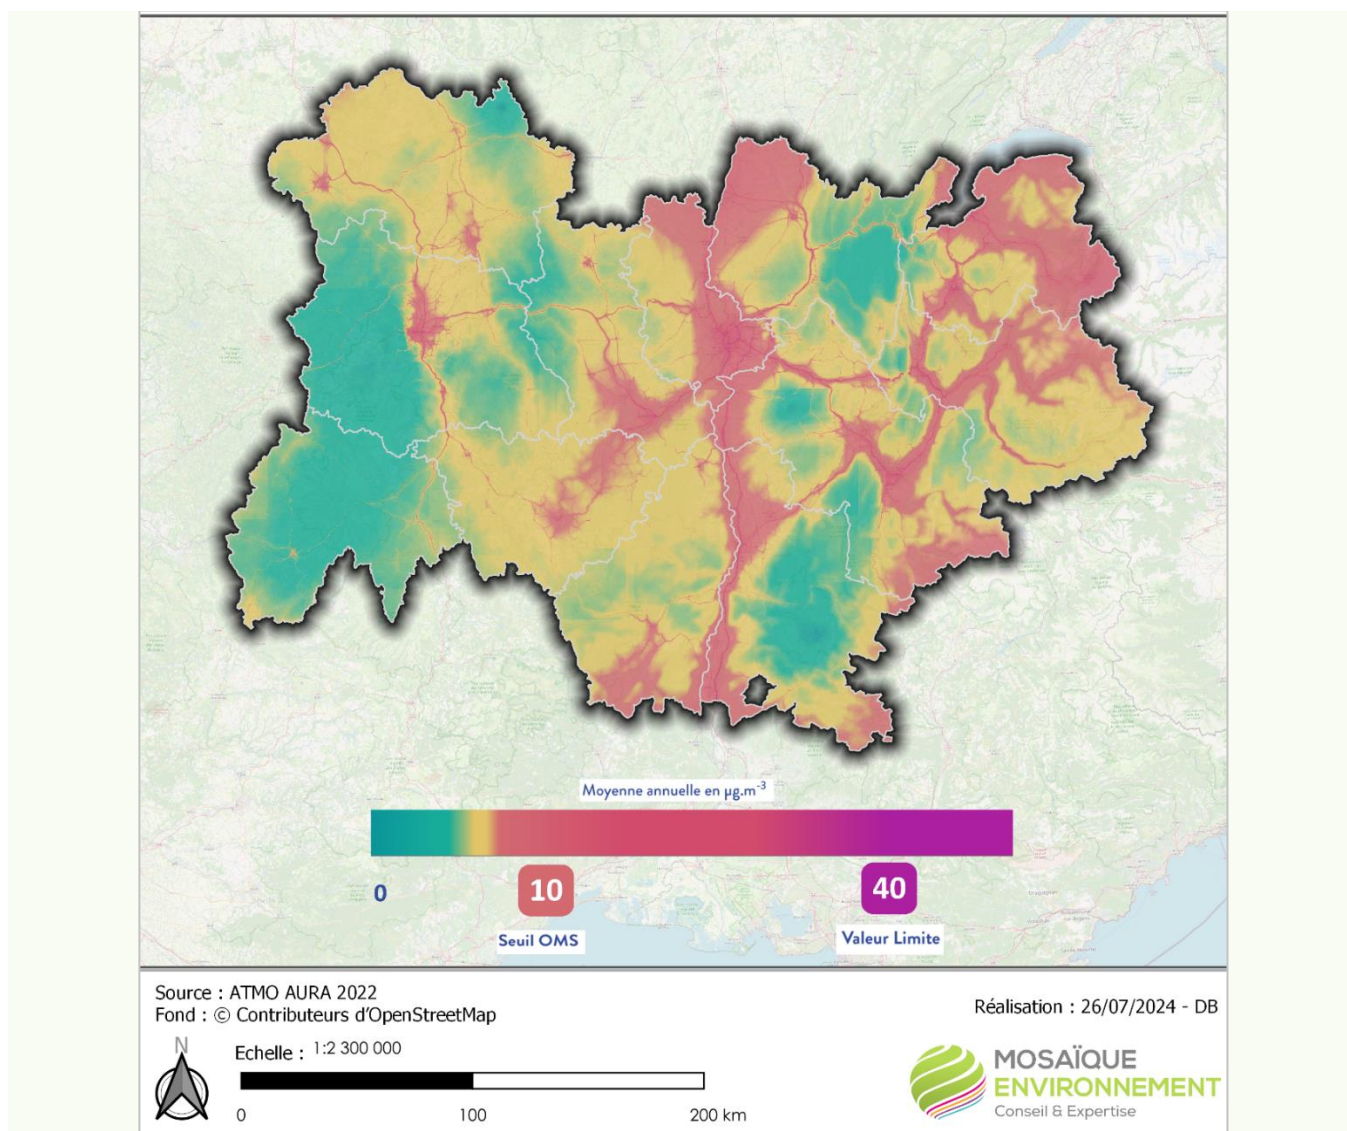 Moyenne annuelle en µg.m⁻³
0
10
40
Seuil OMS
Valeur Limite
Source : ATMO AURA 2022
Réalisation : 26/07/2024 - DB
Fond : © Contributeurs d'OpenStreetMap
N
Echelle : 1:2 300 000
0
100
200 km
MOSAÏQUE
ENVIRONNEMENT
Conseil & Expertise